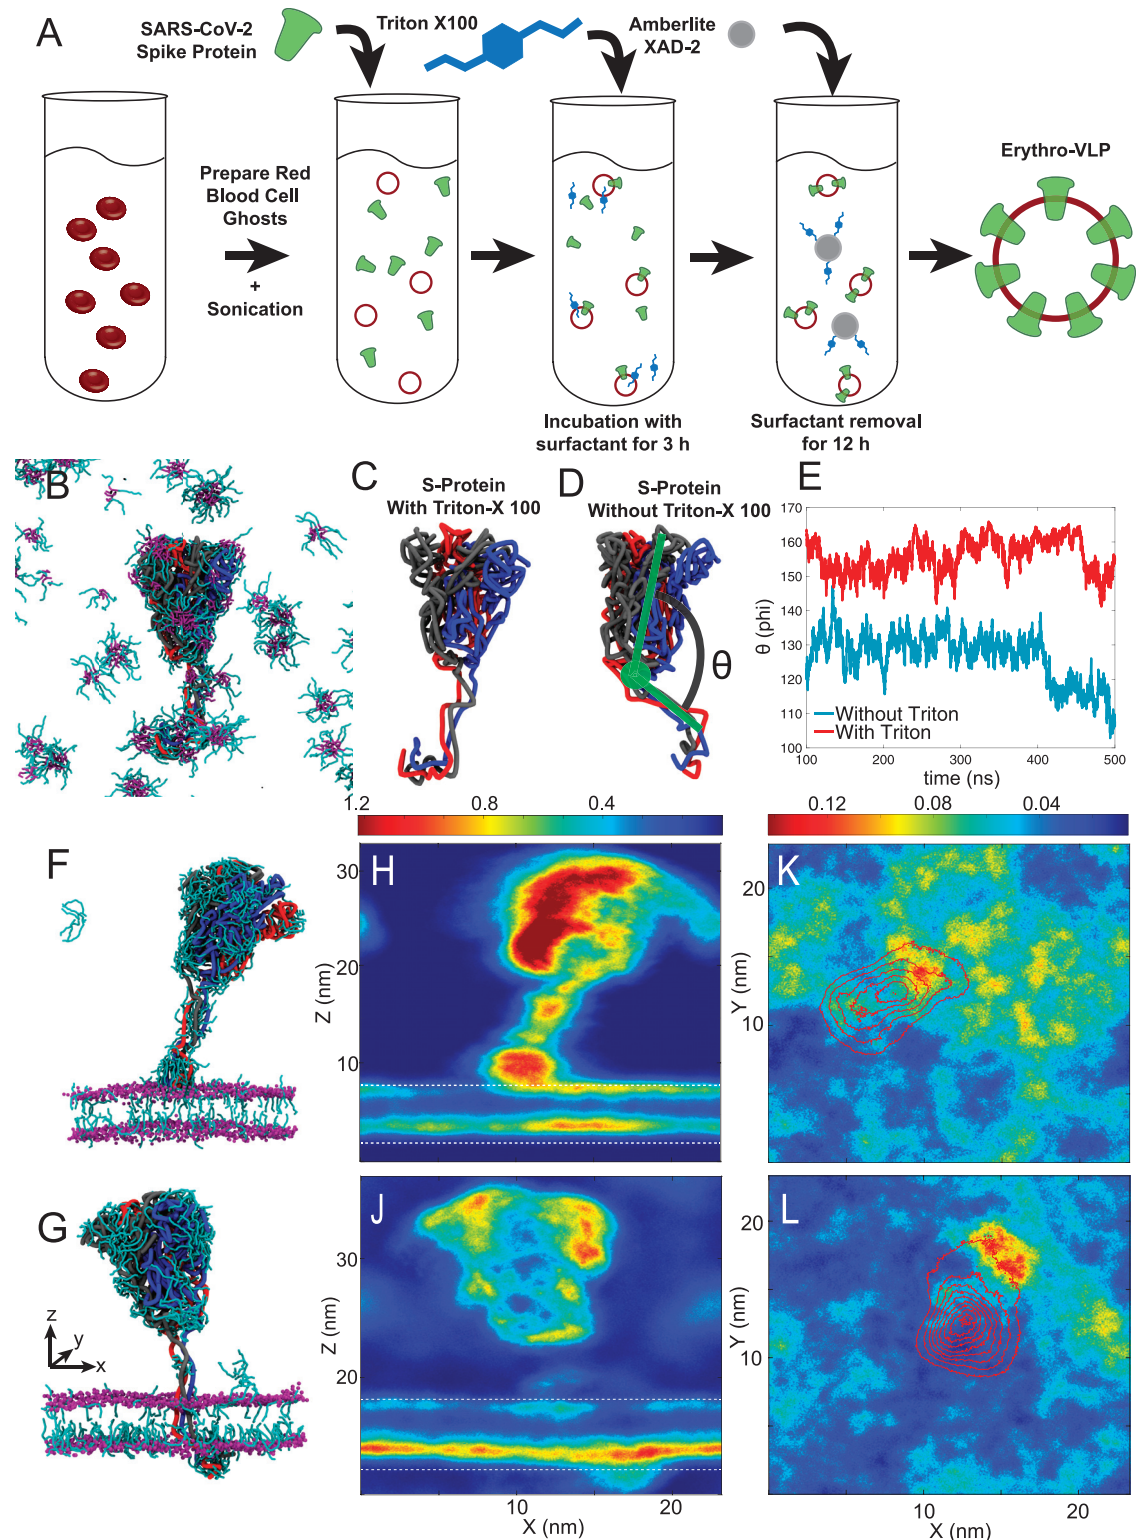 A
SARS-CoV-2
Spike Protein
Triton X100
Amberlite
XAD-2
Prepare Red
Blood Cell
Ghosts
+
Sonication
Erythro-VLP
Incubation with
surfactant for 3 h
Surfactant removal
for 12 h
B
C
S-Protein
With Triton-X 100
D
S-Protein
Without Triton-X 100
θ
E
170
160
150
140
130
120
110
100
θ (phi)
Without Triton
With Triton
100
200
300
400
500
time (ns)
1.2
0.8
0.4
0.12
0.08
0.04
F
H
30
20
10
Z (nm)
K
20
10
Y (nm)
G
z
y
x
J
30
20
Z (nm)
10
20
X (nm)
L
20
10
Y (nm)
10
20
X (nm)